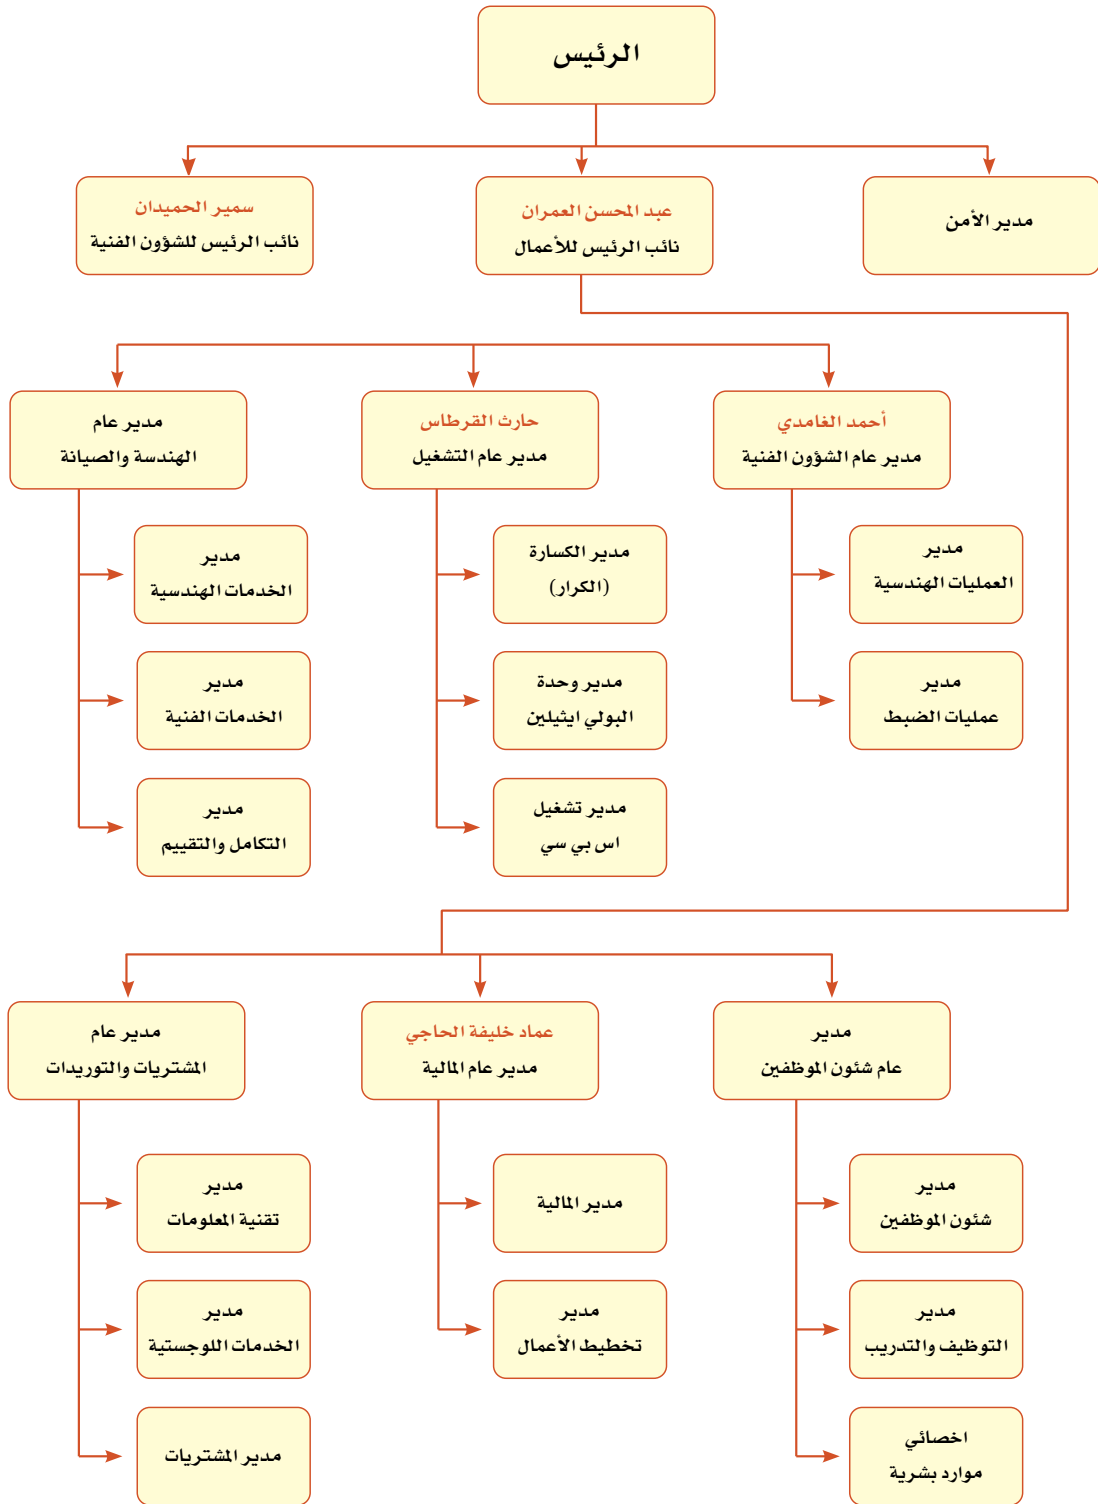 الرئيس
مدير الأمن
عبد المحسن العمران
نائب الرئيس للأعمال
سمير الحميدان
نائب الرئيس للشؤون الفنية
أحمد الغامدي
مدير عام الشؤون الفنية
حارث القرطاس
مدير عام التشغيل
مدير عام
الهندسة والصيانة
مدير
العمليات الهندسية
مدير
عمليات الضبط
مدير الكسارة
(الكرار)
مدير وحدة
البولي ايثيلين
مدير تشغيل
اس بي سي
مدير
الخدمات الهندسية
مدير
الخدمات الفنية
مدير
التكامل والتقييم
مدير
عام شئون الموظفين
عماد خليفة الحاجي
مدير عام المالية
مدير عام
المشتريات والتوريدات
مدير
شئون الموظفين
مدير
التوظيف والتدريب
اخصائي
موارد بشرية
مدير المالية
مدير
تخطيط الأعمال
مدير
تقنية المعلومات
مدير
الخدمات اللوجستية
مدير المشتريات